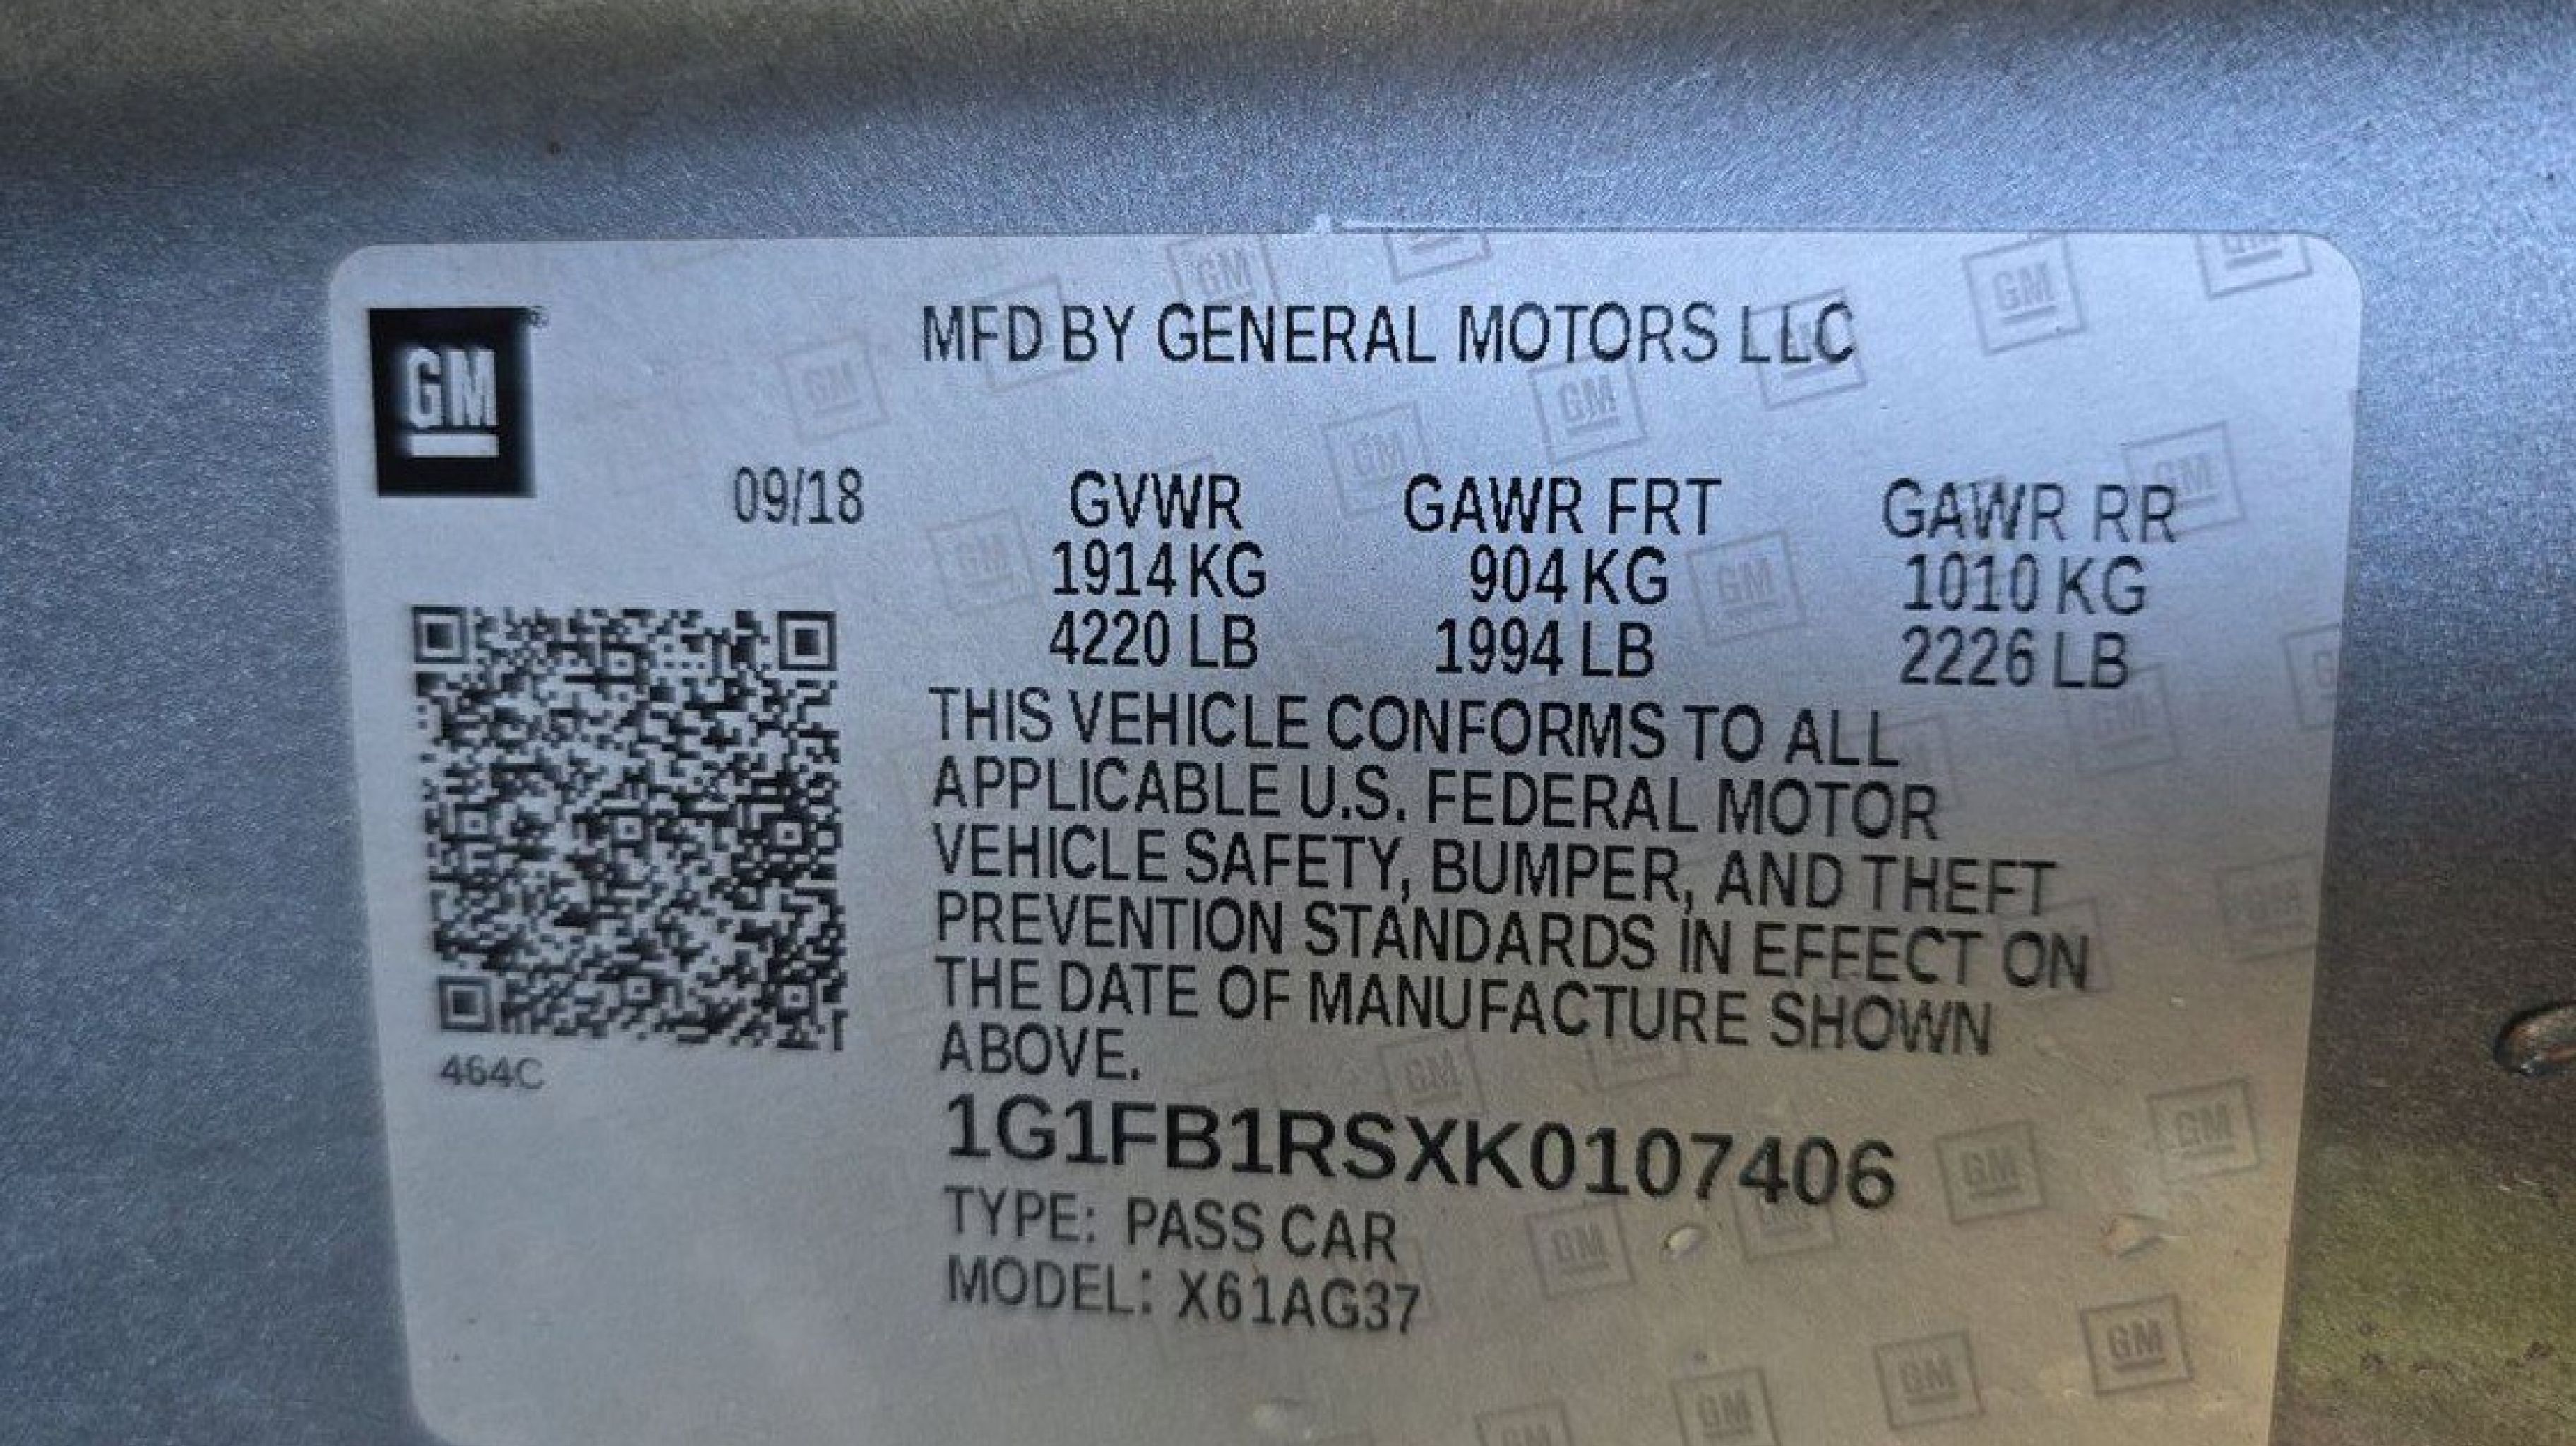 GM
MFD BY GENERAL MOTORS LLC
09/18
GVWR GAWR FRT GAWR RR
1914 KG 904 KG 1010 KG
4220 LB 1994 LB 2226 LB
THIS VEHICLE CONFORMS TO ALL
APPLICABLE U.S. FEDERAL MOTOR
VEHICLE SAFETY, BUMPER, AND THEFT
PREVENTION STANDARDS IN EFFECT ON
THE DATE OF MANUFACTURE SHOWN
ABOVE.
464C
1G1FB1RSXK0107406
TYPE: PASS CAR
MODEL: X61AG37